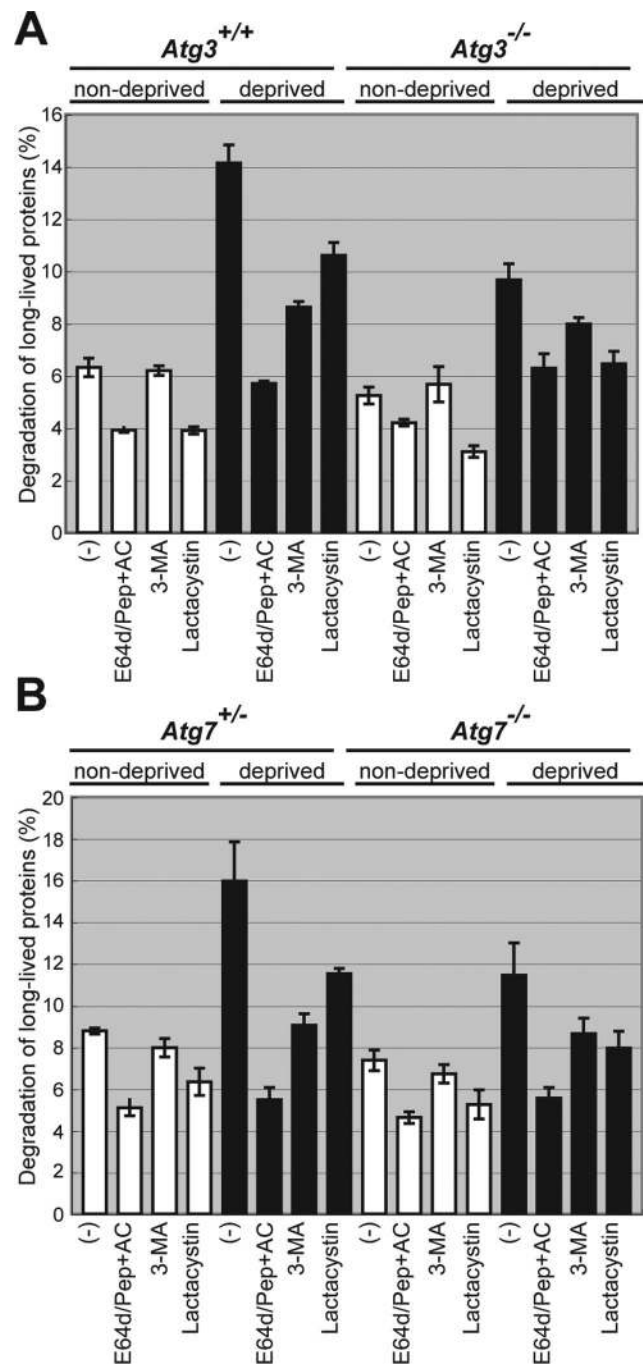 A
Atg3+/+ Atg3-/-
non-deprived deprived non-deprived deprived
Degradation of long-lived proteins (%)
16
14
12
10
8
6
4
2
0
(-) E64d/Pep+AC 3-MA Lactacystin (-) E64d/Pep+AC 3-MA Lactacystin (-) E64d/Pep+AC 3-MA Lactacystin (-) E64d/Pep+AC 3-MA Lactacystin
B
Atg7+/- Atg7-/-
non-deprived deprived non-deprived deprived
Degradation of long-lived proteins (%)
20
18
16
14
12
10
8
6
4
2
0
(-) E64d/Pep+AC 3-MA Lactacystin (-) E64d/Pep+AC 3-MA Lactacystin (-) E64d/Pep+AC 3-MA Lactacystin (-) E64d/Pep+AC 3-MA Lactacystin